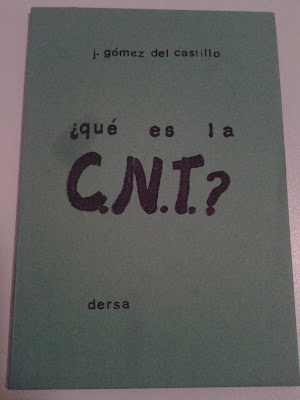 j. gómez del castillo
¿qué es la
C.N.T.?
dersa